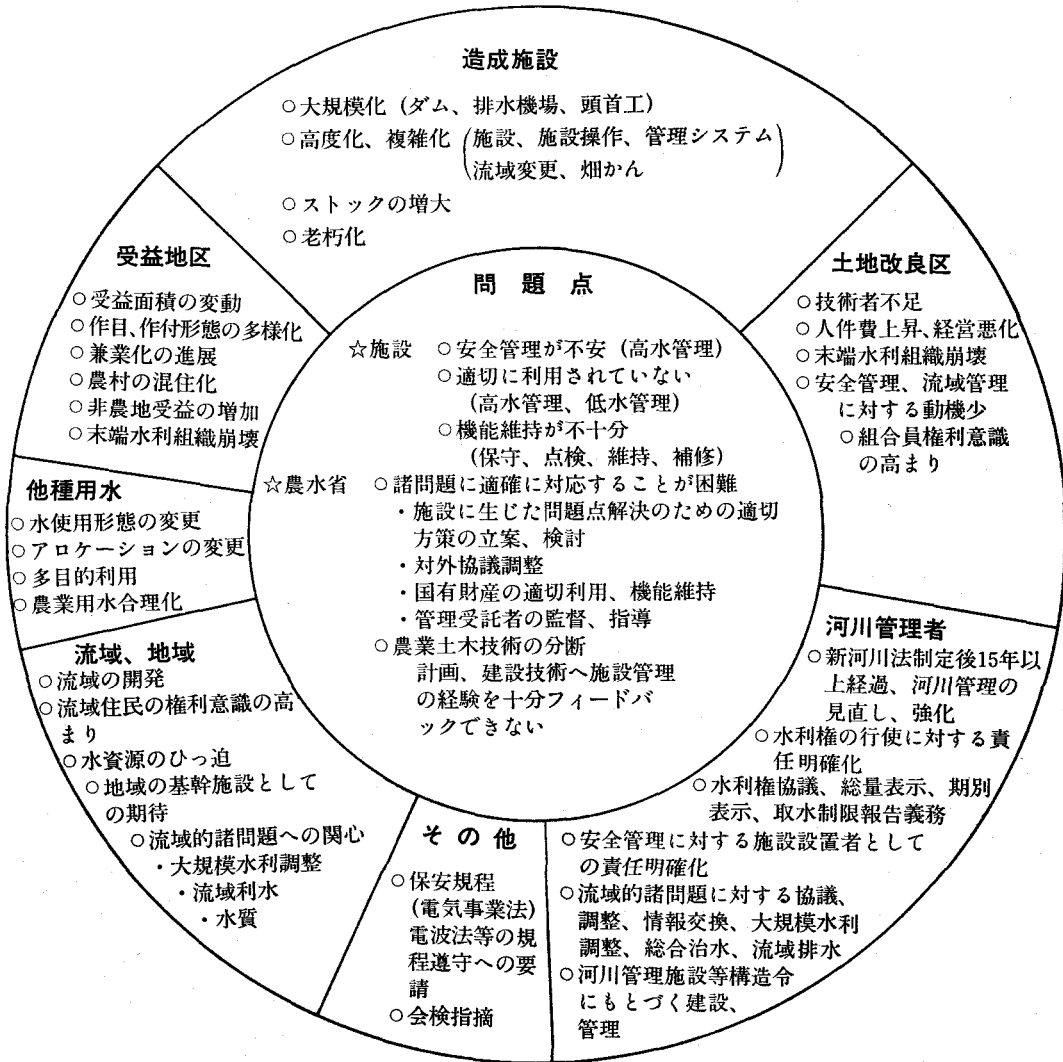 造成施設
○大規模化（ダム、排水機場、頭首工）
○高度化、複雑化（施設、施設操作、管理システム
流域変更、畑かん）
○ストックの増大
○老朽化
土地改良区
○技術者不足
○人件費上昇、経営悪化
○末端水利組織崩壊
○安全管理、流域管理
に対する動機少
○組合員権利意識
の高まり
河川管理者
○新河川法制定後15年以
上経過、河川管理の
見直し、強化
○水利権の行使に対する責
任明確化
○水利権協議、総量表示、期別
表示、取水制限報告義務
○安全管理に対する施設設置者として
の責任明確化
○流域的諸問題に対する協議、
調整、情報交換、大規模水利
調整、総合治水、流域排水
○河川管理施設等構造令
にもとづく建設、
管理
その他
○保安規程
(電気事業法)
電波法等の規
程遵守への要
請
○会検指摘
流域、地域
○流域の開発
○流域住民の権利意識の高
まり
○水資源のひっ迫
○地域の基幹施設として
の期待
○流域的諸問題への関心
・大規模水利調整
・流域利水
・水質
他種用水
○水使用形態の変更
○アロケーションの変更
○多目的利用
○農業用水合理化
受益地区
○受益面積の変動
○作目、作付形態の多様化
○兼業化の進展
○農村の混住化
○非農地受益の増加
○末端水利組織崩壊
問題点
☆施設 ○安全管理が不安（高水管理）
○適切に利用されていない
(高水管理、低水管理)
○機能維持が不十分
(保守、点検、維持、補修)
☆農水省 ○諸問題に適確に対応することが困難
・施設に生じた問題点解決のための適切
方策の立案、検討
・対外協議調整
・国有財産の適切利用、機能維持
・管理受託者の監督、指導
○農業土木技術の分断
計画、建設技術へ施設管理
の経験を十分フィードバ
ックできない